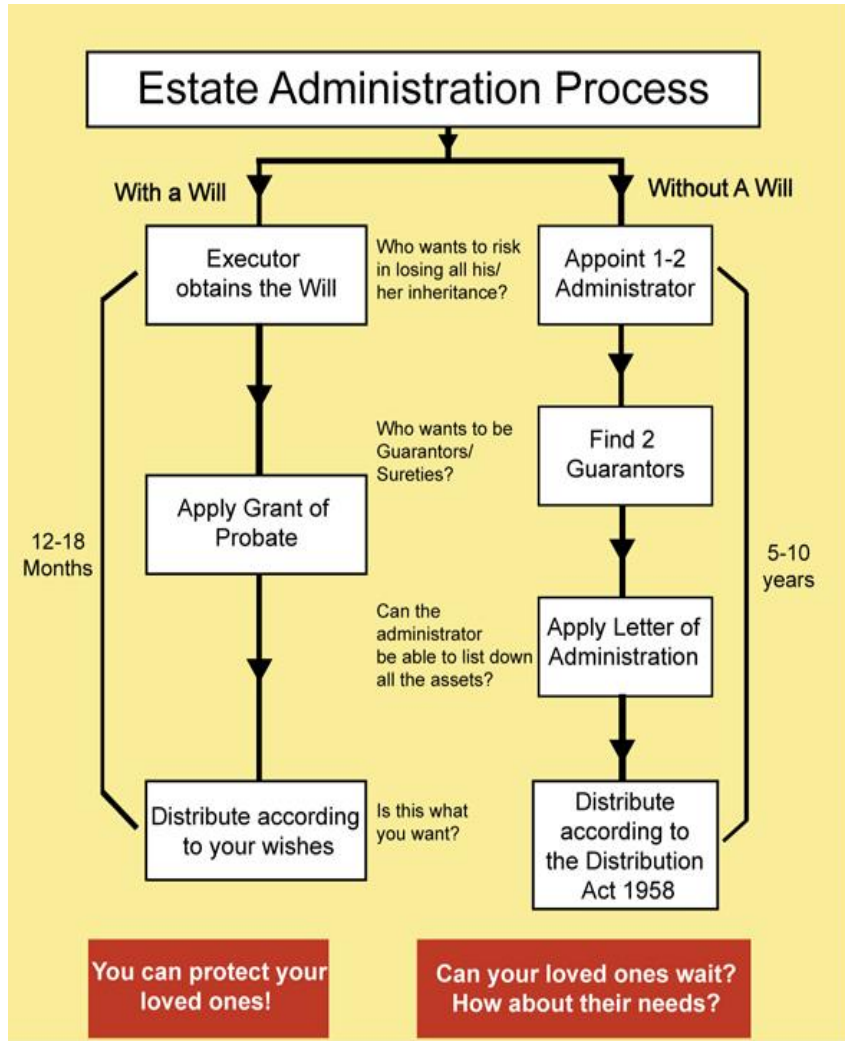 Estate Administration Process
With a Will
Without A Will
Executor
obtains the Will
Who wants to risk
in losing all his/
her inheritance?
Appoint 1-2
Administrator
Who wants to be
Guarantors/
Sureties?
Find 2
Guarantors
Apply Grant of
Probate
12-18
Months
5-10
years
Can the
administrator
be able to list down
all the assets?
Apply Letter of
Administration
Distribute according
to your wishes
Is this what
you want?
Distribute
according to
the Distribution
Act 1958
You can protect your
loved ones!
Can your loved ones wait?
How about their needs?